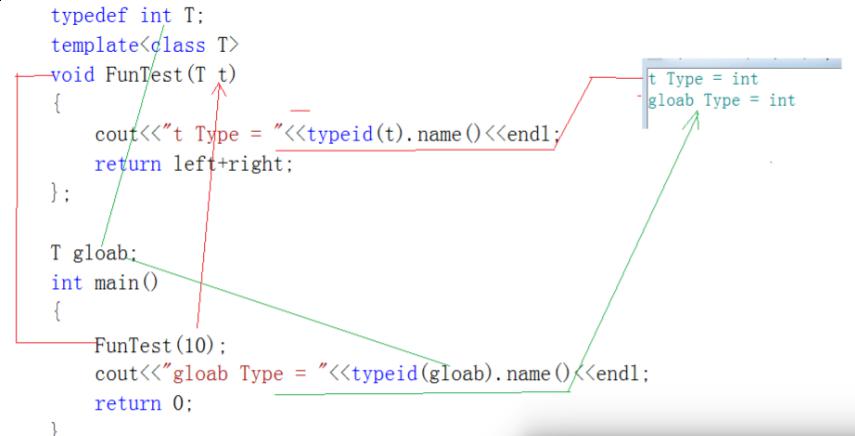 typedef int T;
template<class T>
void FunTest(T t)
{
cout<<"t Type = "<<typeid(t).name()<<endl;
return left+right;
};
T gloab;
int main()
{
FunTest(10);
cout<<"gloab Type = "<<typeid(gloab).name()<<endl;
return 0;
}
t Type = int
gloab Type = int